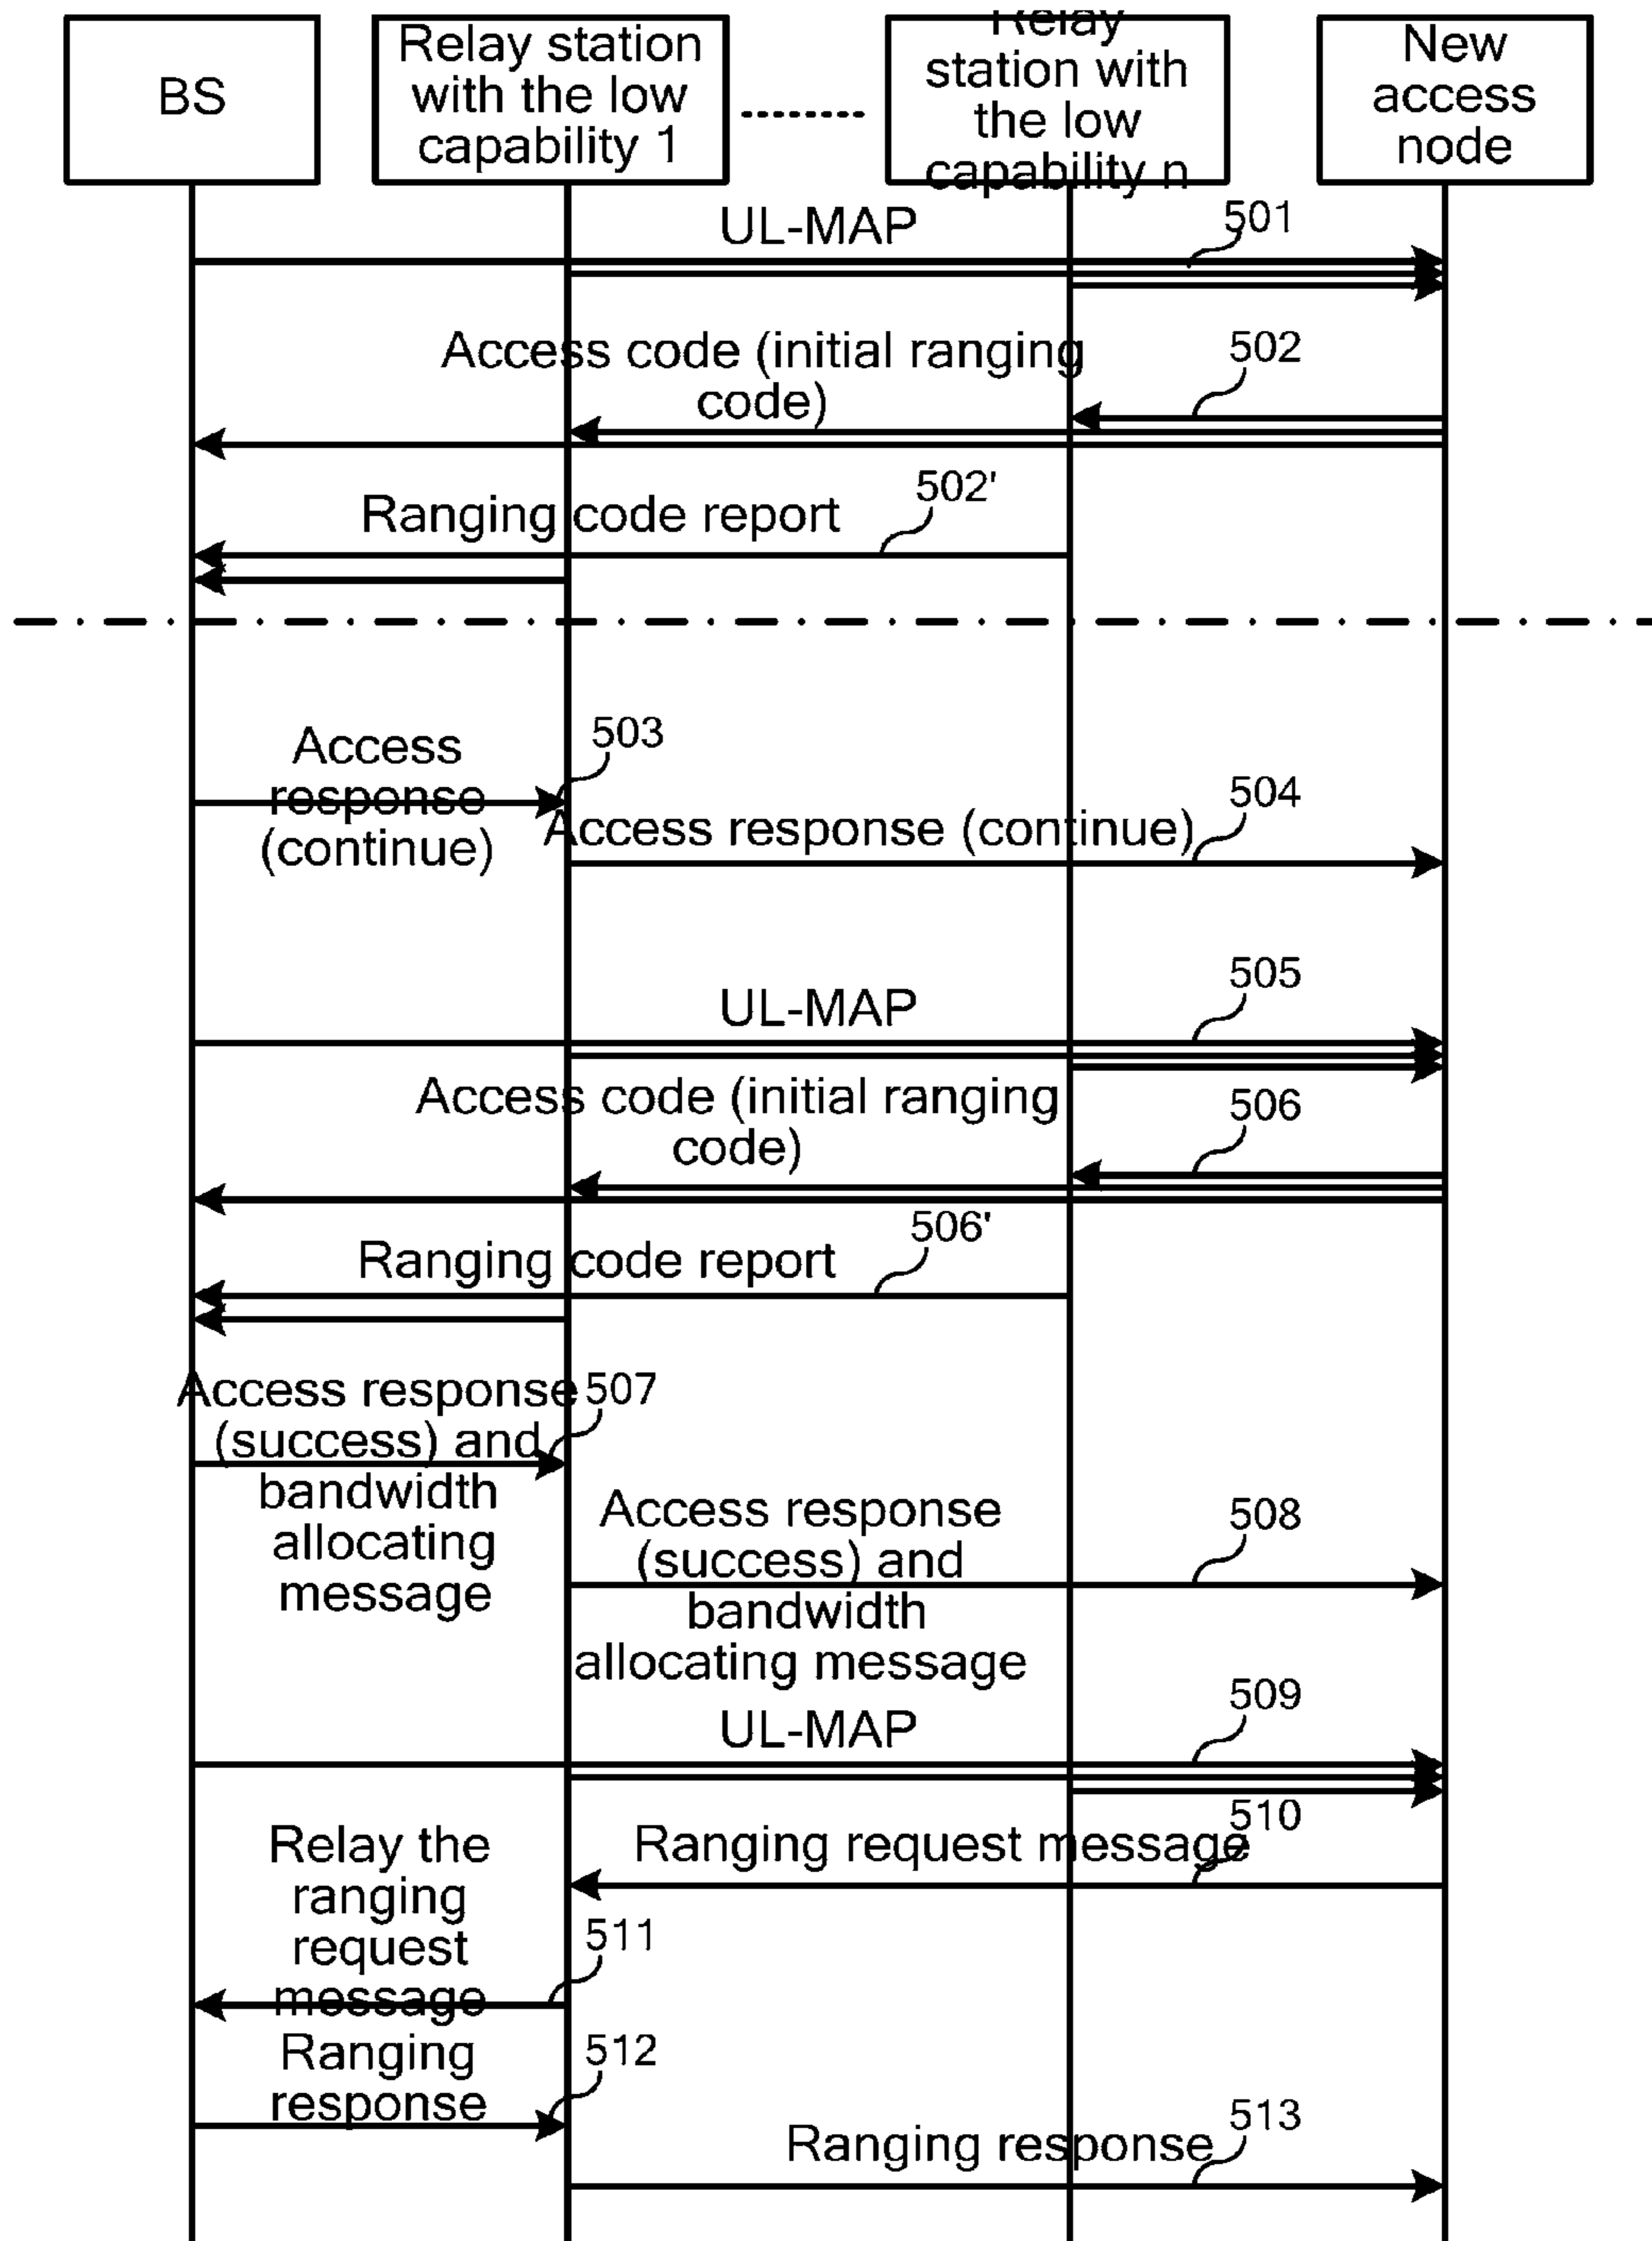 BS
Relay station
with the low
capability 1
Relay
station with
the low
capability n
New
access
node
UL-MAP
501
Access code (initial ranging
code)
502
Ranging code report
502'
Access
response
(continue)
503
Access response (continue)
504
UL-MAP
505
Access code (initial ranging
code)
506
Ranging code report
506'
Access response
(success) and
bandwidth
allocating
message
507
Access response
(success) and
bandwidth
allocating message
508
UL-MAP
509
Ranging request message
510
Relay the
ranging
request
message
511
Ranging
response
512
Ranging response
513